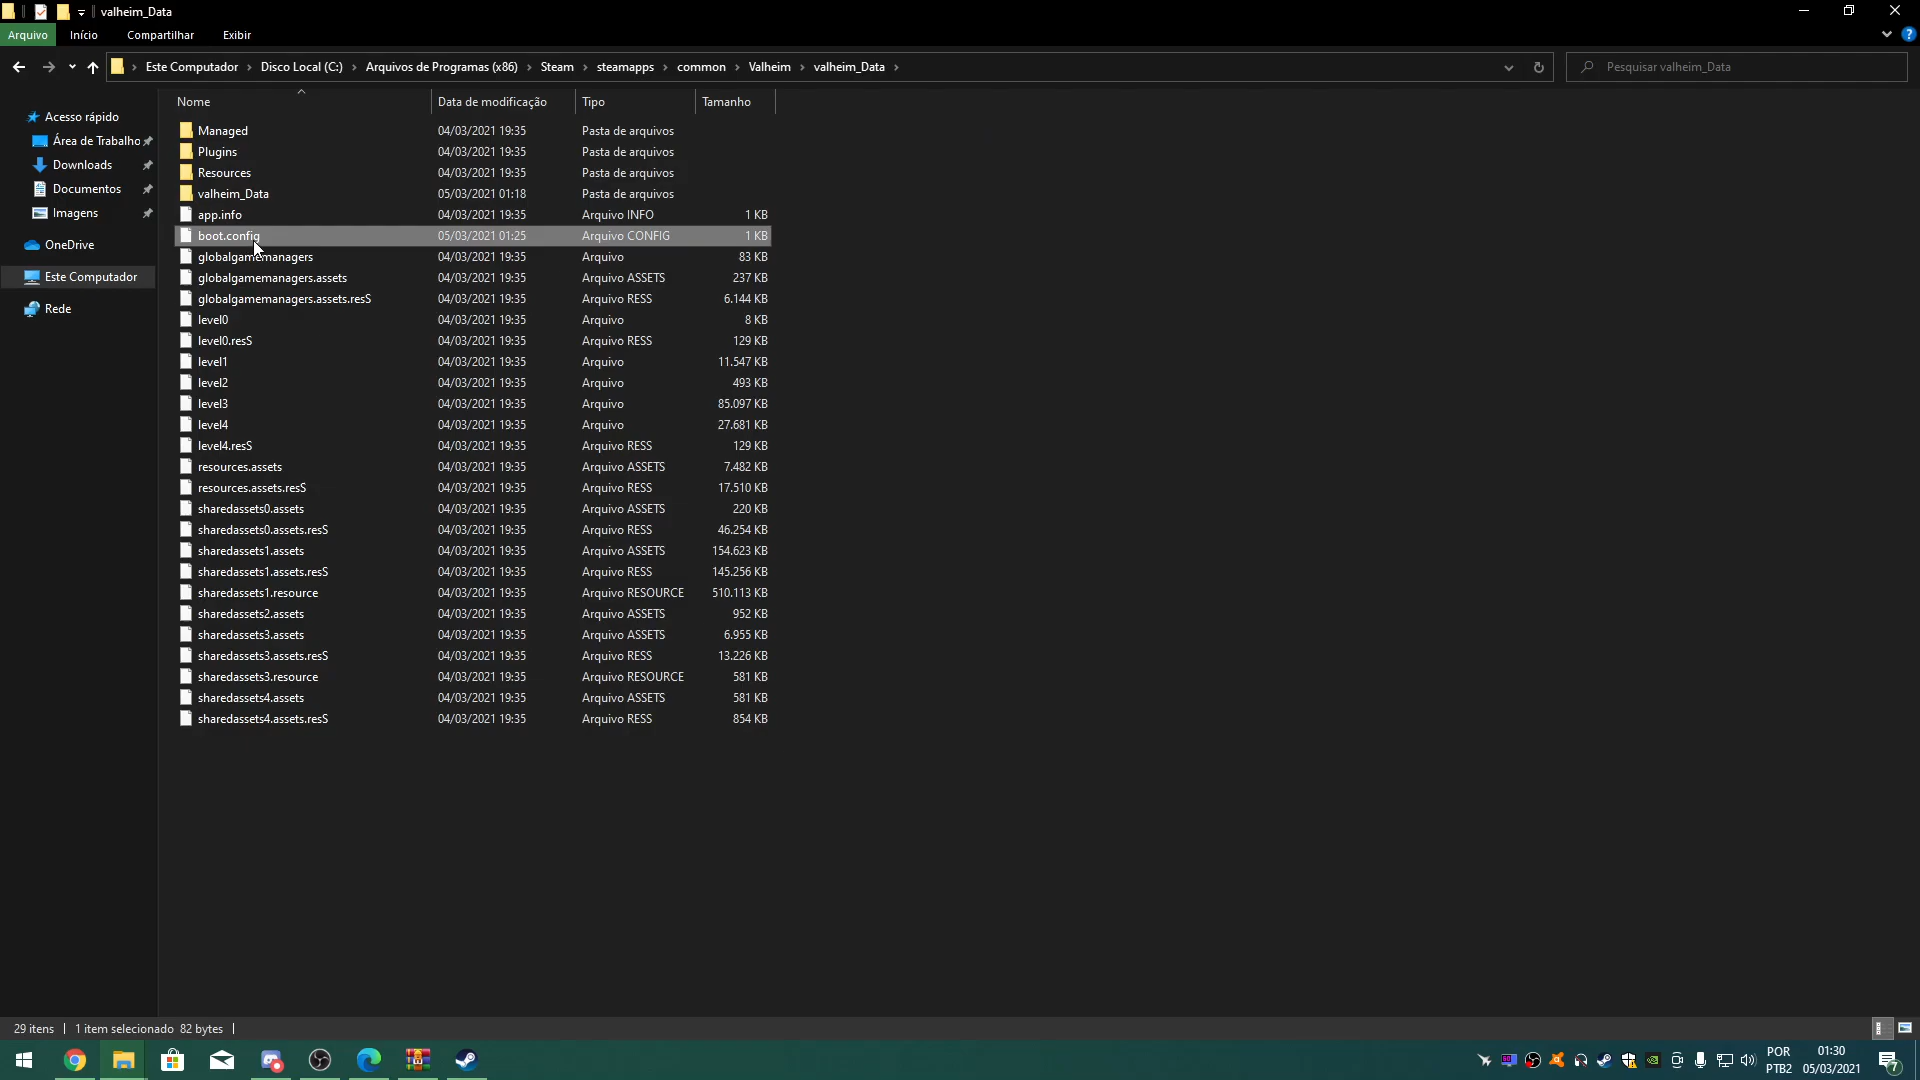 valheim_Data
Arquivo Início Compartilhar Exibir
Este Computador Disco Local (C:) Arquivos de Programas (x86) Steam steamapps common Valheim valheim_Data Pesquisar valheim_Data
Nome Data de modificação Tipo Tamanho
Acesso rápido
Área de Trabalho
Downloads
Documentos
Imagens
OneDrive
Este Computador
Rede
Managed 04/03/2021 19:35 Pasta de arquivos
Plugins 04/03/2021 19:35 Pasta de arquivos
Resources 04/03/2021 19:35 Pasta de arquivos
valheim_Data 05/03/2021 01:18 Pasta de arquivos
app.info 04/03/2021 19:35 Arquivo INFO 1 KB
boot.config 05/03/2021 01:25 Arquivo CONFIG 1 KB
globalgamemanagers 04/03/2021 19:35 Arquivo 83 KB
globalgamemanagers.assets 04/03/2021 19:35 Arquivo ASSETS 237 KB
globalgamemanagers.assets.resS 04/03/2021 19:35 Arquivo RESS 6.144 KB
level0 04/03/2021 19:35 Arquivo 8 KB
level0.resS 04/03/2021 19:35 Arquivo RESS 129 KB
level1 04/03/2021 19:35 Arquivo 11.547 KB
level2 04/03/2021 19:35 Arquivo 493 KB
level3 04/03/2021 19:35 Arquivo 85.097 KB
level4 04/03/2021 19:35 Arquivo 27.681 KB
level4.resS 04/03/2021 19:35 Arquivo RESS 129 KB
resources.assets 04/03/2021 19:35 Arquivo ASSETS 7.482 KB
resources.assets.resS 04/03/2021 19:35 Arquivo RESS 17.510 KB
sharedassets0.assets 04/03/2021 19:35 Arquivo ASSETS 220 KB
sharedassets0.assets.resS 04/03/2021 19:35 Arquivo RESS 46.254 KB
sharedassets1.assets 04/03/2021 19:35 Arquivo ASSETS 154.623 KB
sharedassets1.assets.resS 04/03/2021 19:35 Arquivo RESS 145.256 KB
sharedassets1.resource 04/03/2021 19:35 Arquivo RESOURCE 510.113 KB
sharedassets2.assets 04/03/2021 19:35 Arquivo ASSETS 952 KB
sharedassets3.assets 04/03/2021 19:35 Arquivo ASSETS 6.955 KB
sharedassets3.assets.resS 04/03/2021 19:35 Arquivo RESS 13.226 KB
sharedassets3.resource 04/03/2021 19:35 Arquivo RESOURCE 581 KB
sharedassets4.assets 04/03/2021 19:35 Arquivo ASSETS 581 KB
sharedassets4.assets.resS 04/03/2021 19:35 Arquivo RESS 854 KB
29 itens 1 item selecionado 82 bytes
POR 01:30
PTB2 05/03/2021
7